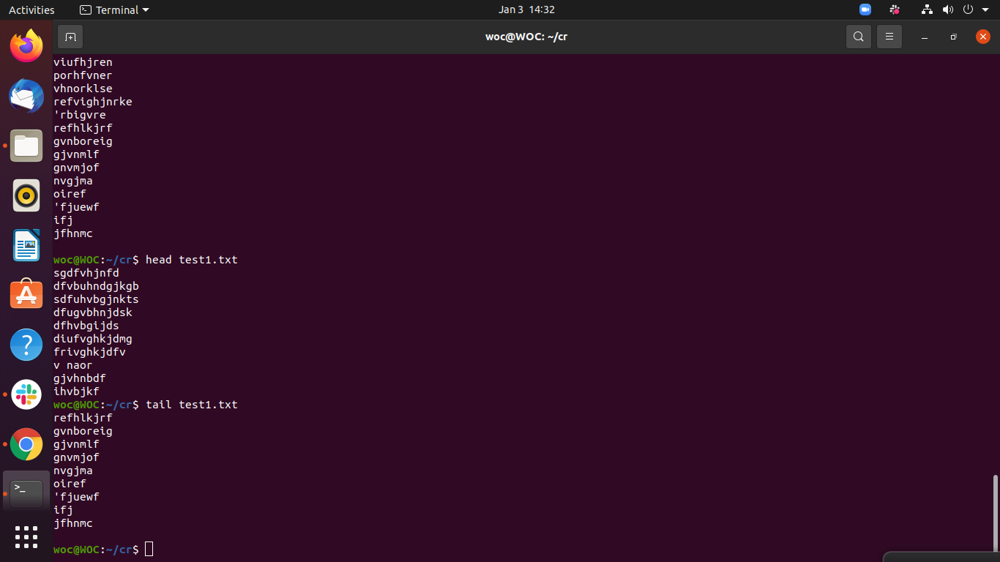 Activities Terminal Jan 3 14:32
woc@WOC: ~/cr
viufhjren
porhfvner
vhnorklse
refvighjnrke
'rbigvre
refhlkjrf
gvnboreig
gjvnmlf
gnvmjof
nvgjma
oiref
'fjuewf
ifj
jfhnmc
woc@WOC:~/cr$ head test1.txt
sgdfvhjnfd
dfvbuhndgjkgb
sdfuhvbgjnkts
dfugvbhnjdsk
dfhvbgijds
diufvghkjdmg
frivghkjdfv
v naor
gjvhnbdf
ihvbjkf
woc@WOC:~/cr$ tail test1.txt
refhlkjrf
gvnboreig
gjvnmlf
gnvmjof
nvgjma
oiref
'fjuewf
ifj
jfhnmc
woc@WOC:~/cr$